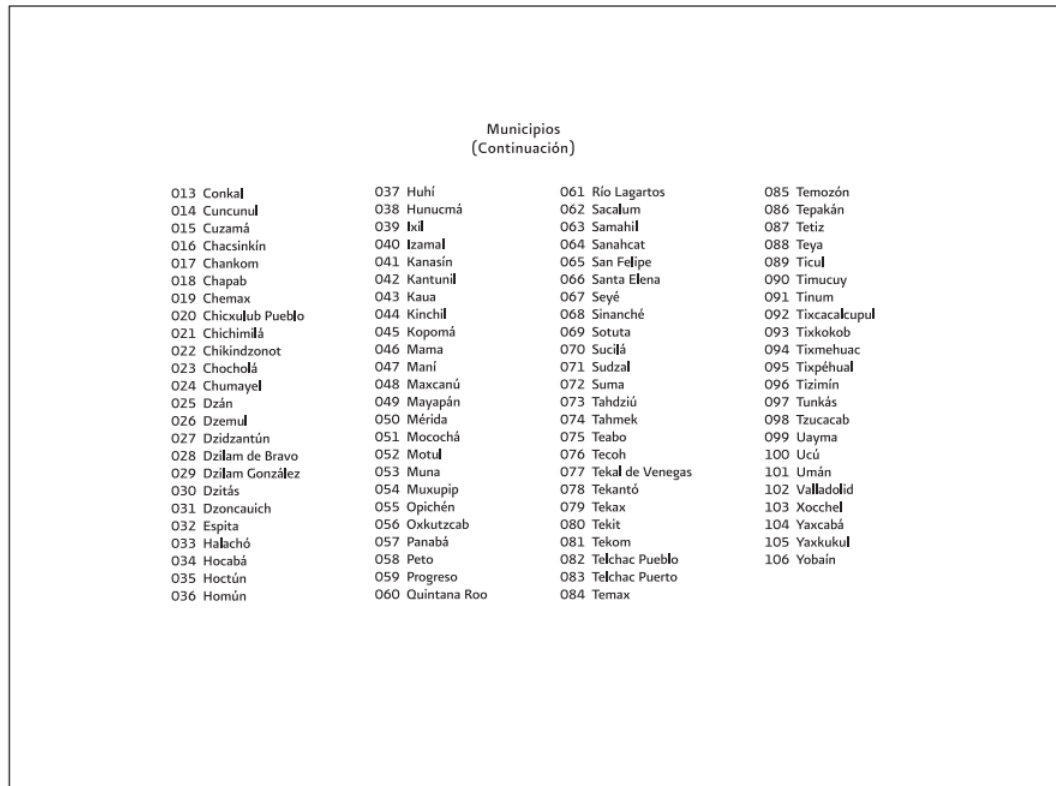 Municipios
(Continuación)
013 Conkal
014 Cuncunul
015 Cuzamá
016 Chacsinkín
017 Chankom
018 Chapab
019 Chemax
020 Chicxulub Pueblo
021 Chichimilá
022 Chikindzonot
023 Chocholá
024 Chumayel
025 Dzán
026 Dzemul
027 Dzidzantún
028 Dzilam de Bravo
029 Dzilam González
030 Dzitás
031 Dzoncauich
032 Espita
033 Halachó
034 Hocabá
035 Hoctún
036 Homún
037 Huhí
038 Hunucmá
039 Ixil
040 Izamal
041 Kanasín
042 Kantunil
043 Kaua
044 Kinchil
045 Kopomá
046 Mama
047 Maní
048 Maxcanú
049 Mayapán
050 Mérida
051 Mocochá
052 Motul
053 Muna
054 Muxupip
055 Opichén
056 Oxkutzcab
057 Panabá
058 Peto
059 Progreso
060 Quintana Roo
061 Río Lagartos
062 Sacalum
063 Samahil
064 Sanahcat
065 San Felipe
066 Santa Elena
067 Seyé
068 Sinanché
069 Sotuta
070 Sucilá
071 Sudzal
072 Suma
073 Tahdziú
074 Tahmek
075 Teabo
076 Tecoh
077 Tekal de Venegas
078 Tekantó
079 Tekax
080 Tekit
081 Tekom
082 Telchac Pueblo
083 Telchac Puerto
084 Temax
085 Temozón
086 Tepakán
087 Tetiz
088 Teya
089 Ticul
090 Timucuy
091 Tinum
092 Tixcacalcupul
093 Tixkokob
094 Tixmehuac
095 Tixpéhual
096 Tizimín
097 Tunkás
098 Tzucacab
099 Uayma
100 Ucú
101 Umán
102 Valladolid
103 Xocchel
104 Yaxcabá
105 Yaxkukul
106 Yobaín